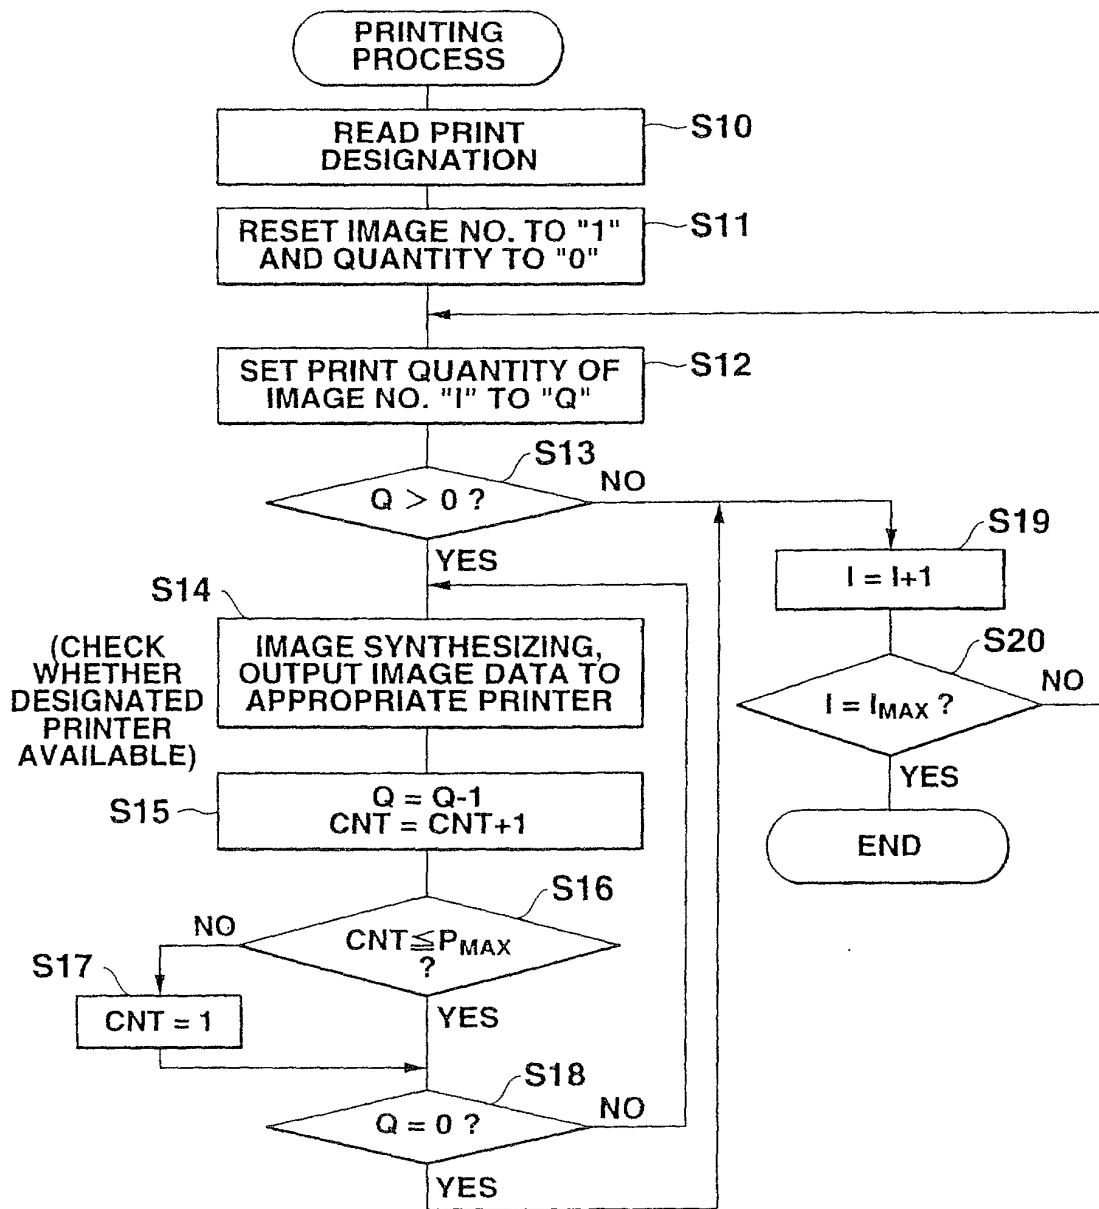 PRINTING
PROCESS
READ PRINT
DESIGNATION
S10
RESET IMAGE NO. TO "1"
AND QUANTITY TO "0"
S11
SET PRINT QUANTITY OF
IMAGE NO. "I" TO "Q"
S12
S13
Q > 0 ?
NO
YES
S14
(CHECK
WHETHER
DESIGNATED
PRINTER
AVAILABLE)
IMAGE SYNTHESIZING,
OUTPUT IMAGE DATA TO
APPROPRIATE PRINTER
S15
Q = Q-1
CNT = CNT+1
S16
CNT≦PMAX
?
NO
YES
S17
CNT = 1
S18
Q = 0 ?
NO
YES
S19
I = I+1
S20
I = IMAX ?
NO
YES
END